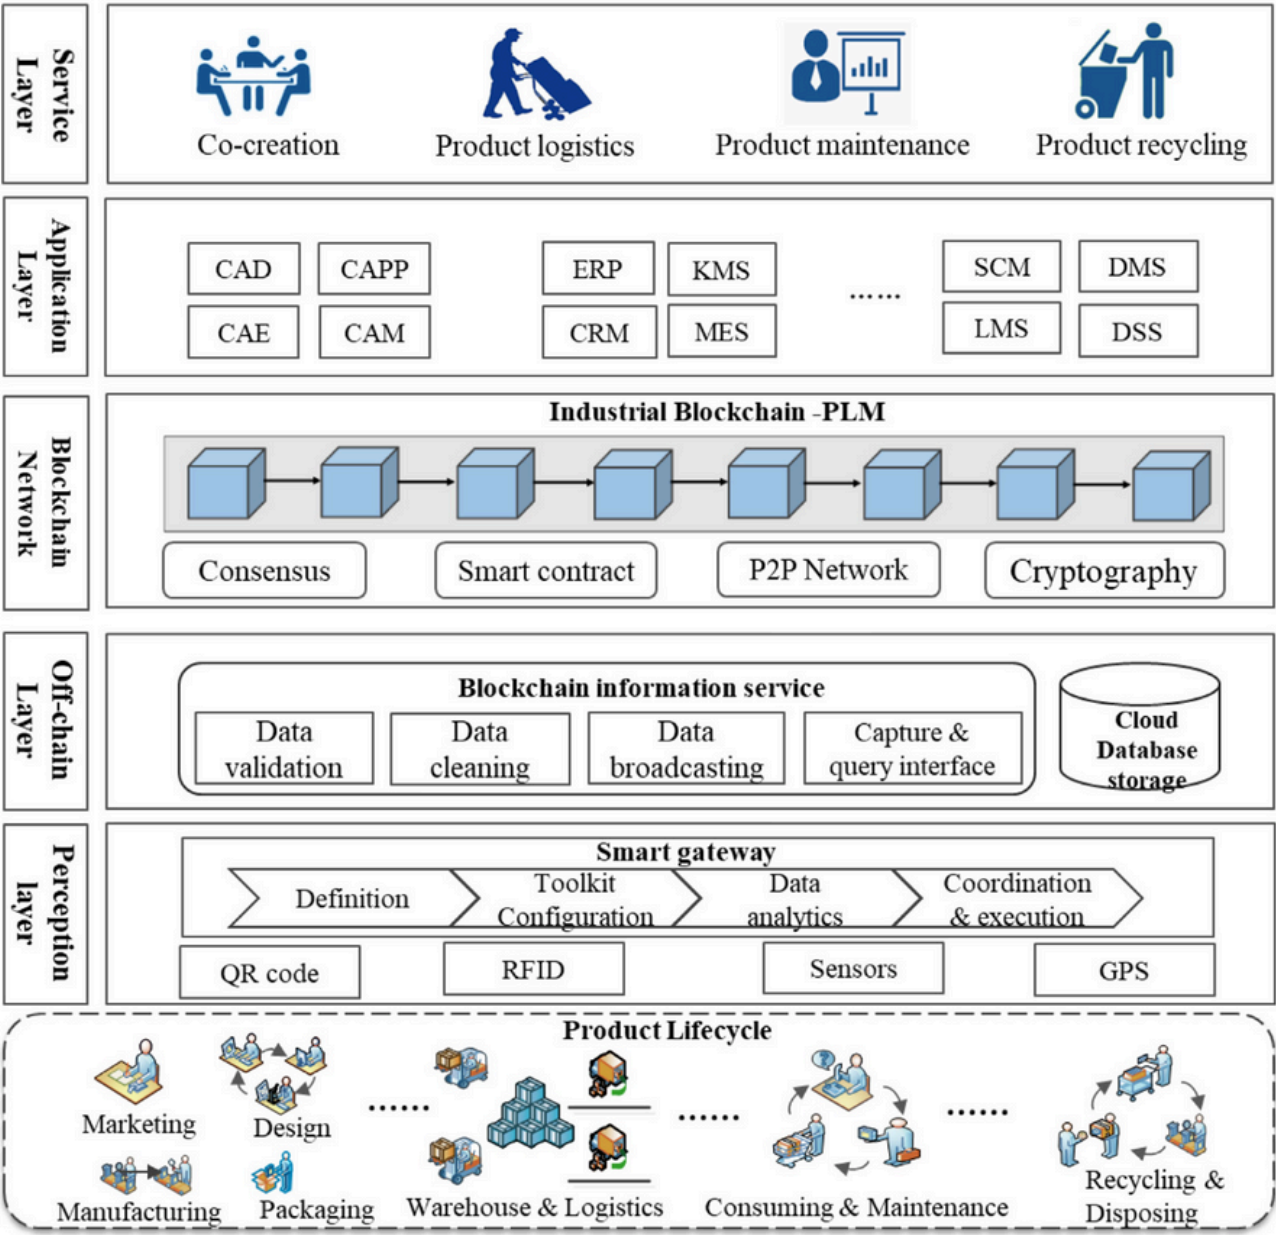 Service
Layer
Co-creation
Product logistics
Product maintenance
Product recycling
Application
Layer
CAD
CAPP
ERP
KMS
SCM
DMS
CAE
CAM
CRM
MES
......
LMS
DSS
Blockchain
Network
Industrial Blockchain -PLM
Consensus
Smart contract
P2P Network
Cryptography
Off-chain
Layer
Blockchain information service
Data
validation
Data
cleaning
Data
broadcasting
Capture &
query interface
Cloud
Database
storage
Perception
layer
Smart gateway
Definition
Toolkit
Configuration
Data
analytics
Coordination
& execution
QR code
RFID
Sensors
GPS
Product Lifecycle
?
Marketing
Design
......
......
......
Manufacturing
Packaging
Warehouse & Logistics
Consuming & Maintenance
Recycling &
Disposing